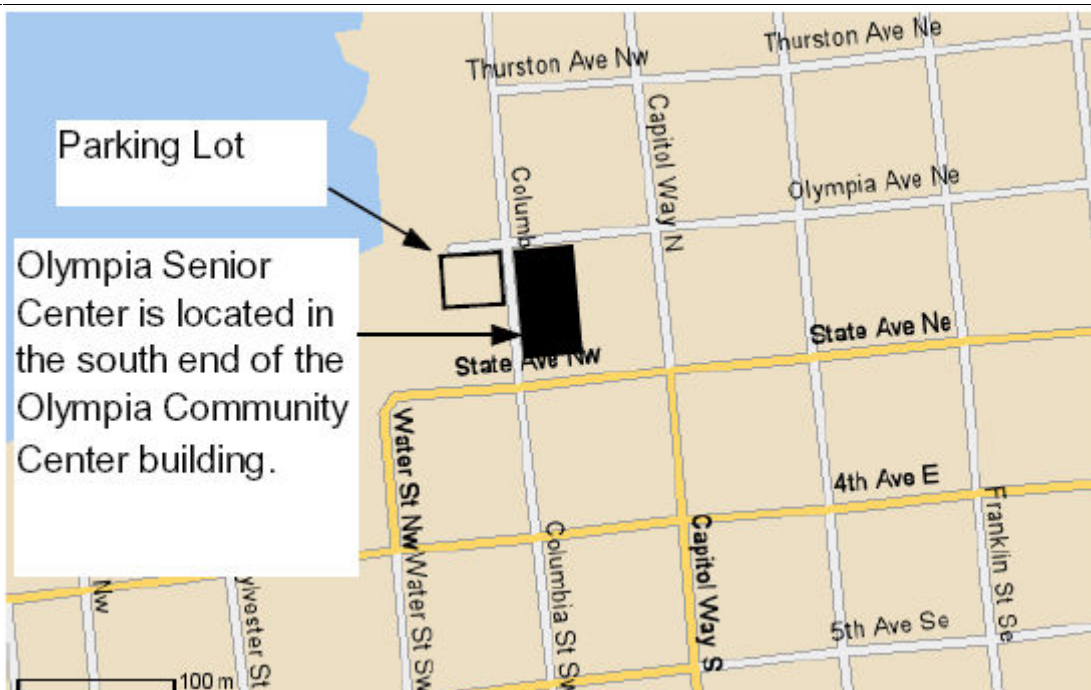 Thurston Ave Nw
Thurston Ave Ne
Parking Lot
Capitol Way N
Columb
Olympia Ave Ne
Olympia Senior
Center is located in
the south end of the
Olympia Community
Center building.
State Ave Ne
State Ave Nw
Water St Nw
4th Ave E
Franklin St Se
Capitol Way S
Columbia St Sw
Water St Sw
Nw
ylvester St
5th Ave Se
100 m